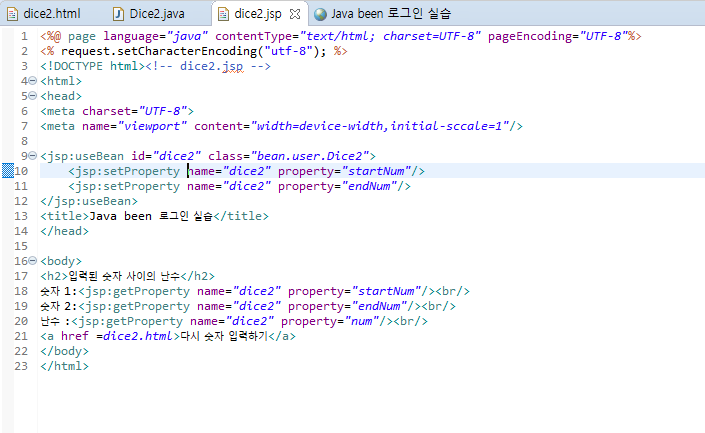 dice2.html Dice2.java dice2.jsp Java been 로그인 실습
1 <%@ page language="java" contentType="text/html; charset=UTF-8" pageEncoding="UTF-8"%>
2 <% request.setCharacterEncoding("utf-8"); %>
3 <!DOCTYPE html><!-- dice2.jsp -->
4 <html>
5 <head>
6 <meta charset="UTF-8">
7 <meta name="viewport" content="width=device-width,initial-sccale=1"/>
8
9 <jsp:useBean id="dice2" class="bean.user.Dice2">
10 <jsp:setProperty name="dice2" property="startNum"/>
11 <jsp:setProperty name="dice2" property="endNum"/>
12 </jsp:useBean>
13 <title>Java been 로그인 실습</title>
14 </head>
15
16 <body>
17 <h2>입력된 숫자 사이의 난수</h2>
18 숫자 1:<jsp:getProperty name="dice2" property="startNum"/><br/>
19 숫자 2:<jsp:getProperty name="dice2" property="endNum"/><br/>
20 난수 :<jsp:getProperty name="dice2" property="num"/><br/>
21 <a href =dice2.html>다시 숫자 입력하기</a>
22 </body>
23 </html>